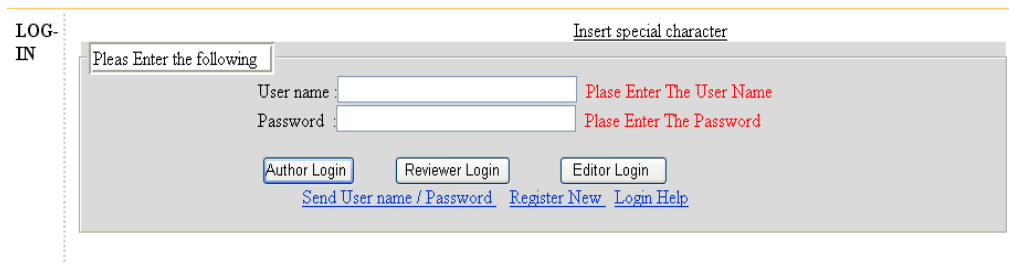 LOG-
IN
Insert special character
Pleas Enter the following
User name : Plase Enter The User Name
Password : Plase Enter The Password
Author Login Reviewer Login Editor Login
Send User name / Password Register New Login Help